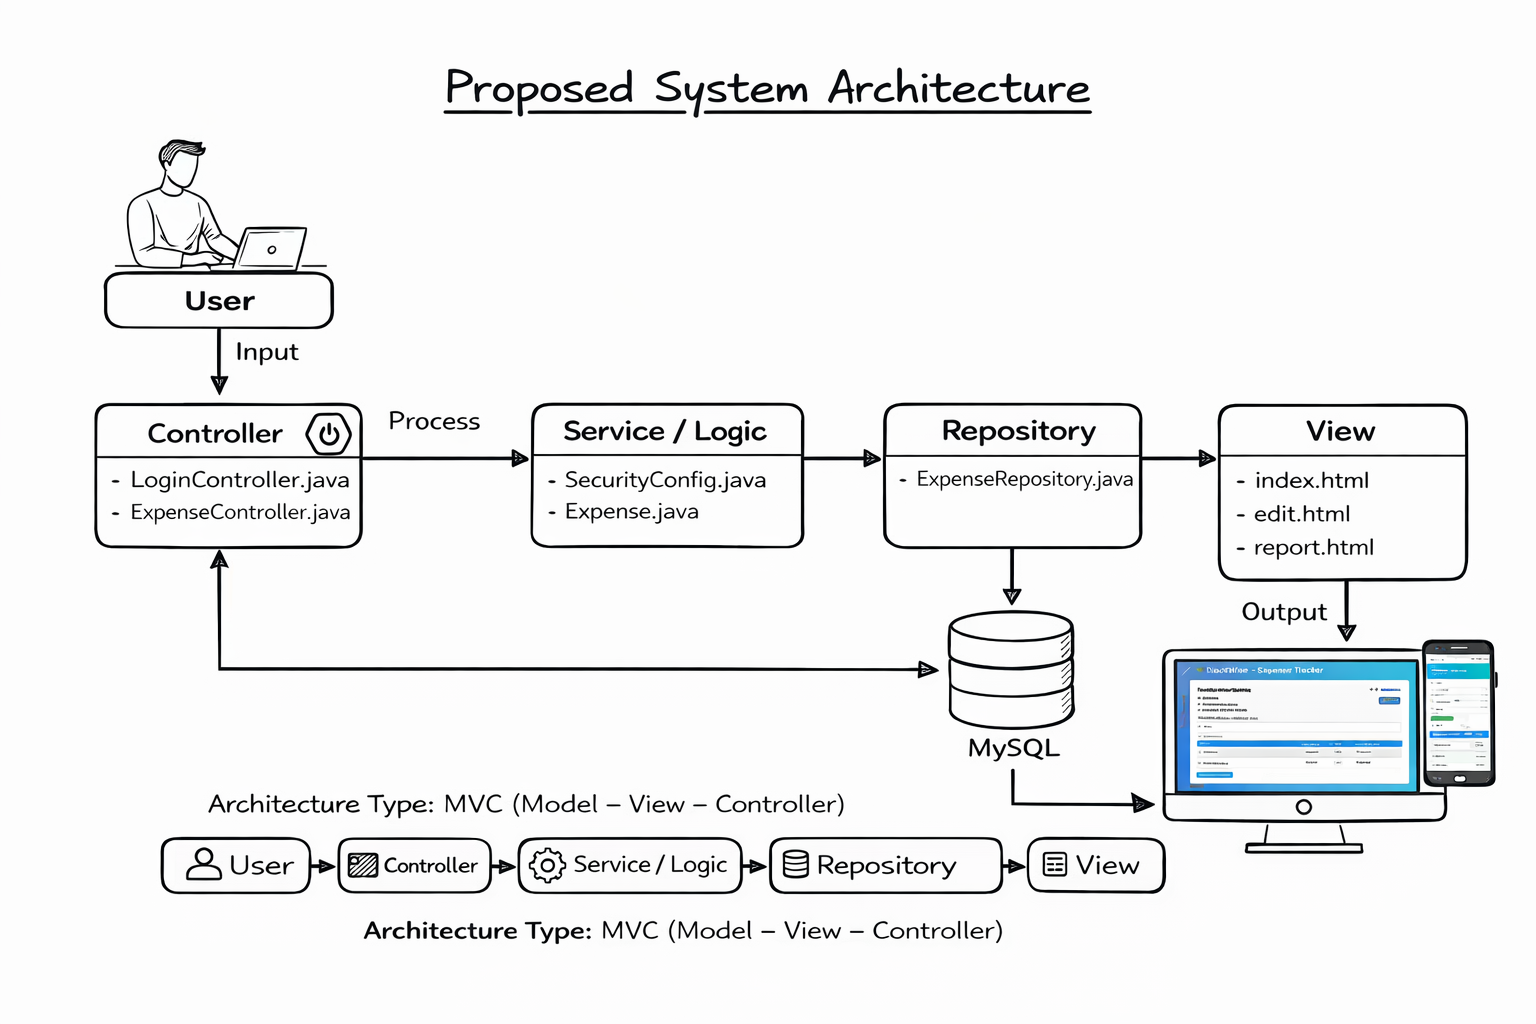 Proposed System Architecture
User
Input
Controller
- LoginController.java
- ExpenseController.java
Process
Service / Logic
- SecurityConfig.java
- Expense.java
Repository
- ExpenseRepository.java
View
- index.html
- edit.html
- report.html
Output
MySQL
Architecture Type: MVC (Model – View – Controller)
User
Controller
Service / Logic
Repository
View
Architecture Type: MVC (Model – View – Controller)